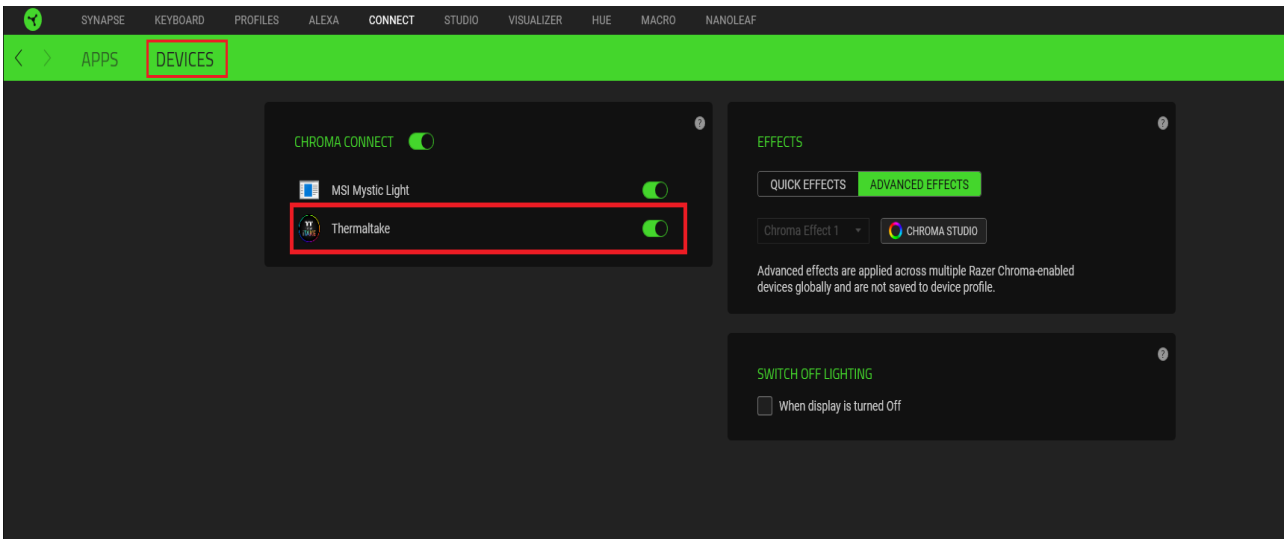 SYNAPSE KEYBOARD PROFILES ALEXA CONNECT STUDIO VISUALIZER HUE MACRO NANOLEAF
APPS DEVICES
CHROMA CONNECT
MSI Mystic Light
Thermaltake
EFFECTS
QUICK EFFECTS ADVANCED EFFECTS
Chroma Effect 1 CHROMA STUDIO
Advanced effects are applied across multiple Razer Chroma-enabled
devices globally and are not saved to device profile.
SWITCH OFF LIGHTING
When display is turned Off